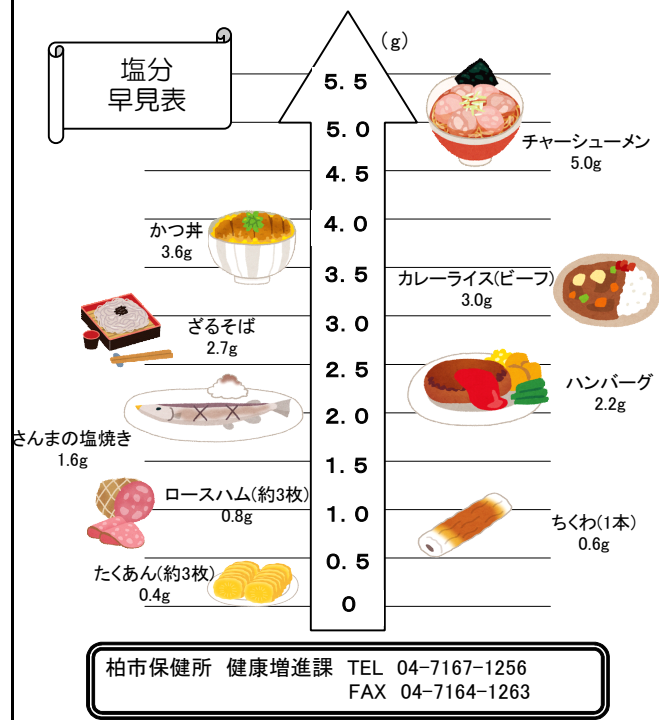 塩分
早見表
(g)
5.5
5.0
4.5
4.0
3.5
3.0
2.5
2.0
1.5
1.0
0.5
0
チャーシューメン
5.0g
かつ丼
3.6g
カレーライス(ビーフ)
3.0g
ざるそば
2.7g
ハンバーグ
2.2g
さんまの塩焼き
1.6g
ロースハム(約3枚)
0.8g
ちくわ(1本)
0.6g
たくあん(約3枚)
0.4g
柏市保健所 健康増進課 TEL 04-7167-1256
FAX 04-7164-1263